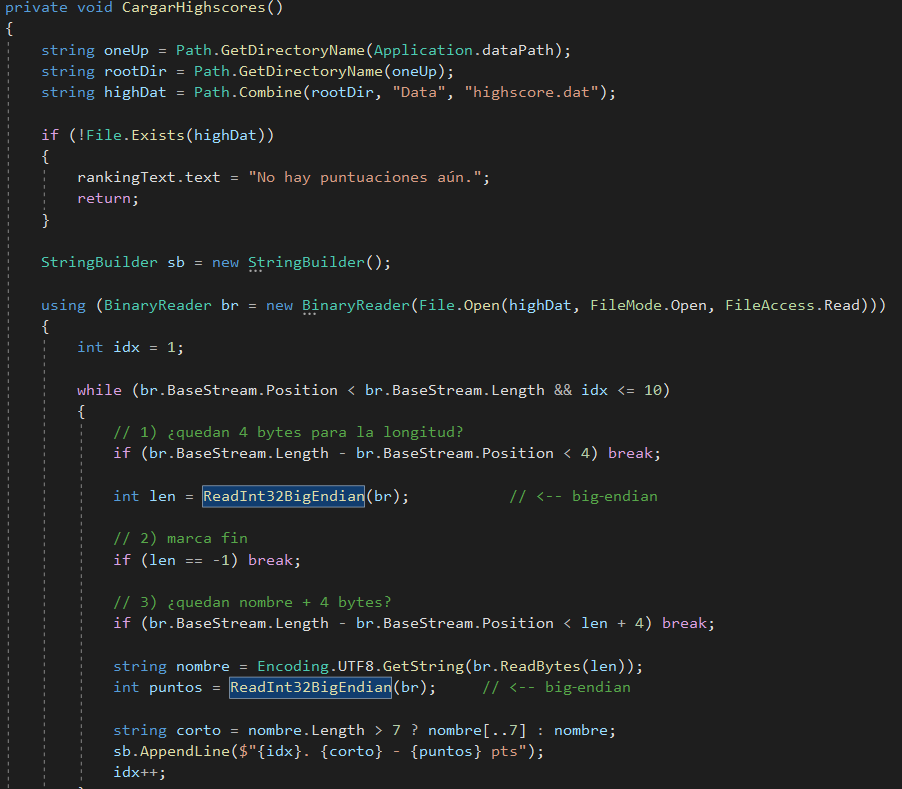 private void CargarHighscores()
{
string oneUp = Path.GetDirectoryName(Application.dataPath);
string rootDir = Path.GetDirectoryName(oneUp);
string highDat = Path.Combine(rootDir, "Data", "highscore.dat");
if (!File.Exists(highDat))
{
rankingText.text = "No hay puntuaciones aún.";
return;
}
StringBuilder sb = new StringBuilder();
using (BinaryReader br = new BinaryReader(File.Open(highDat, FileMode.Open, FileAccess.Read)))
{
int idx = 1;
while (br.BaseStream.Position < br.BaseStream.Length && idx <= 10)
{
// 1) ¿quedan 4 bytes para la longitud?
if (br.BaseStream.Length - br.BaseStream.Position < 4) break;
int len = ReadInt32BigEndian(br); // <-- big-endian
// 2) marca fin
if (len == -1) break;
// 3) ¿quedan nombre + 4 bytes?
if (br.BaseStream.Length - br.BaseStream.Position < len + 4) break;
string nombre = Encoding.UTF8.GetString(br.ReadBytes(len));
int puntos = ReadInt32BigEndian(br); // <-- big-endian
string corto = nombre.Length > 7 ? nombre[..7] : nombre;
sb.AppendLine($"{idx}. {corto} - {puntos} pts");
idx++;